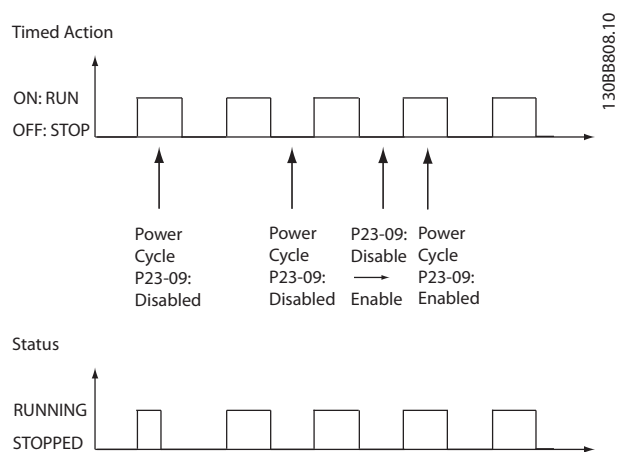 Timed Action
130BB808.10
ON: RUN
OFF: STOP
Power
Cycle
P23-09:
Disabled
Power
Cycle
P23-09:
Disabled
P23-09:
Disable
Enable
Power
Cycle
P23-09:
Enabled
Status
RUNNING
STOPPED